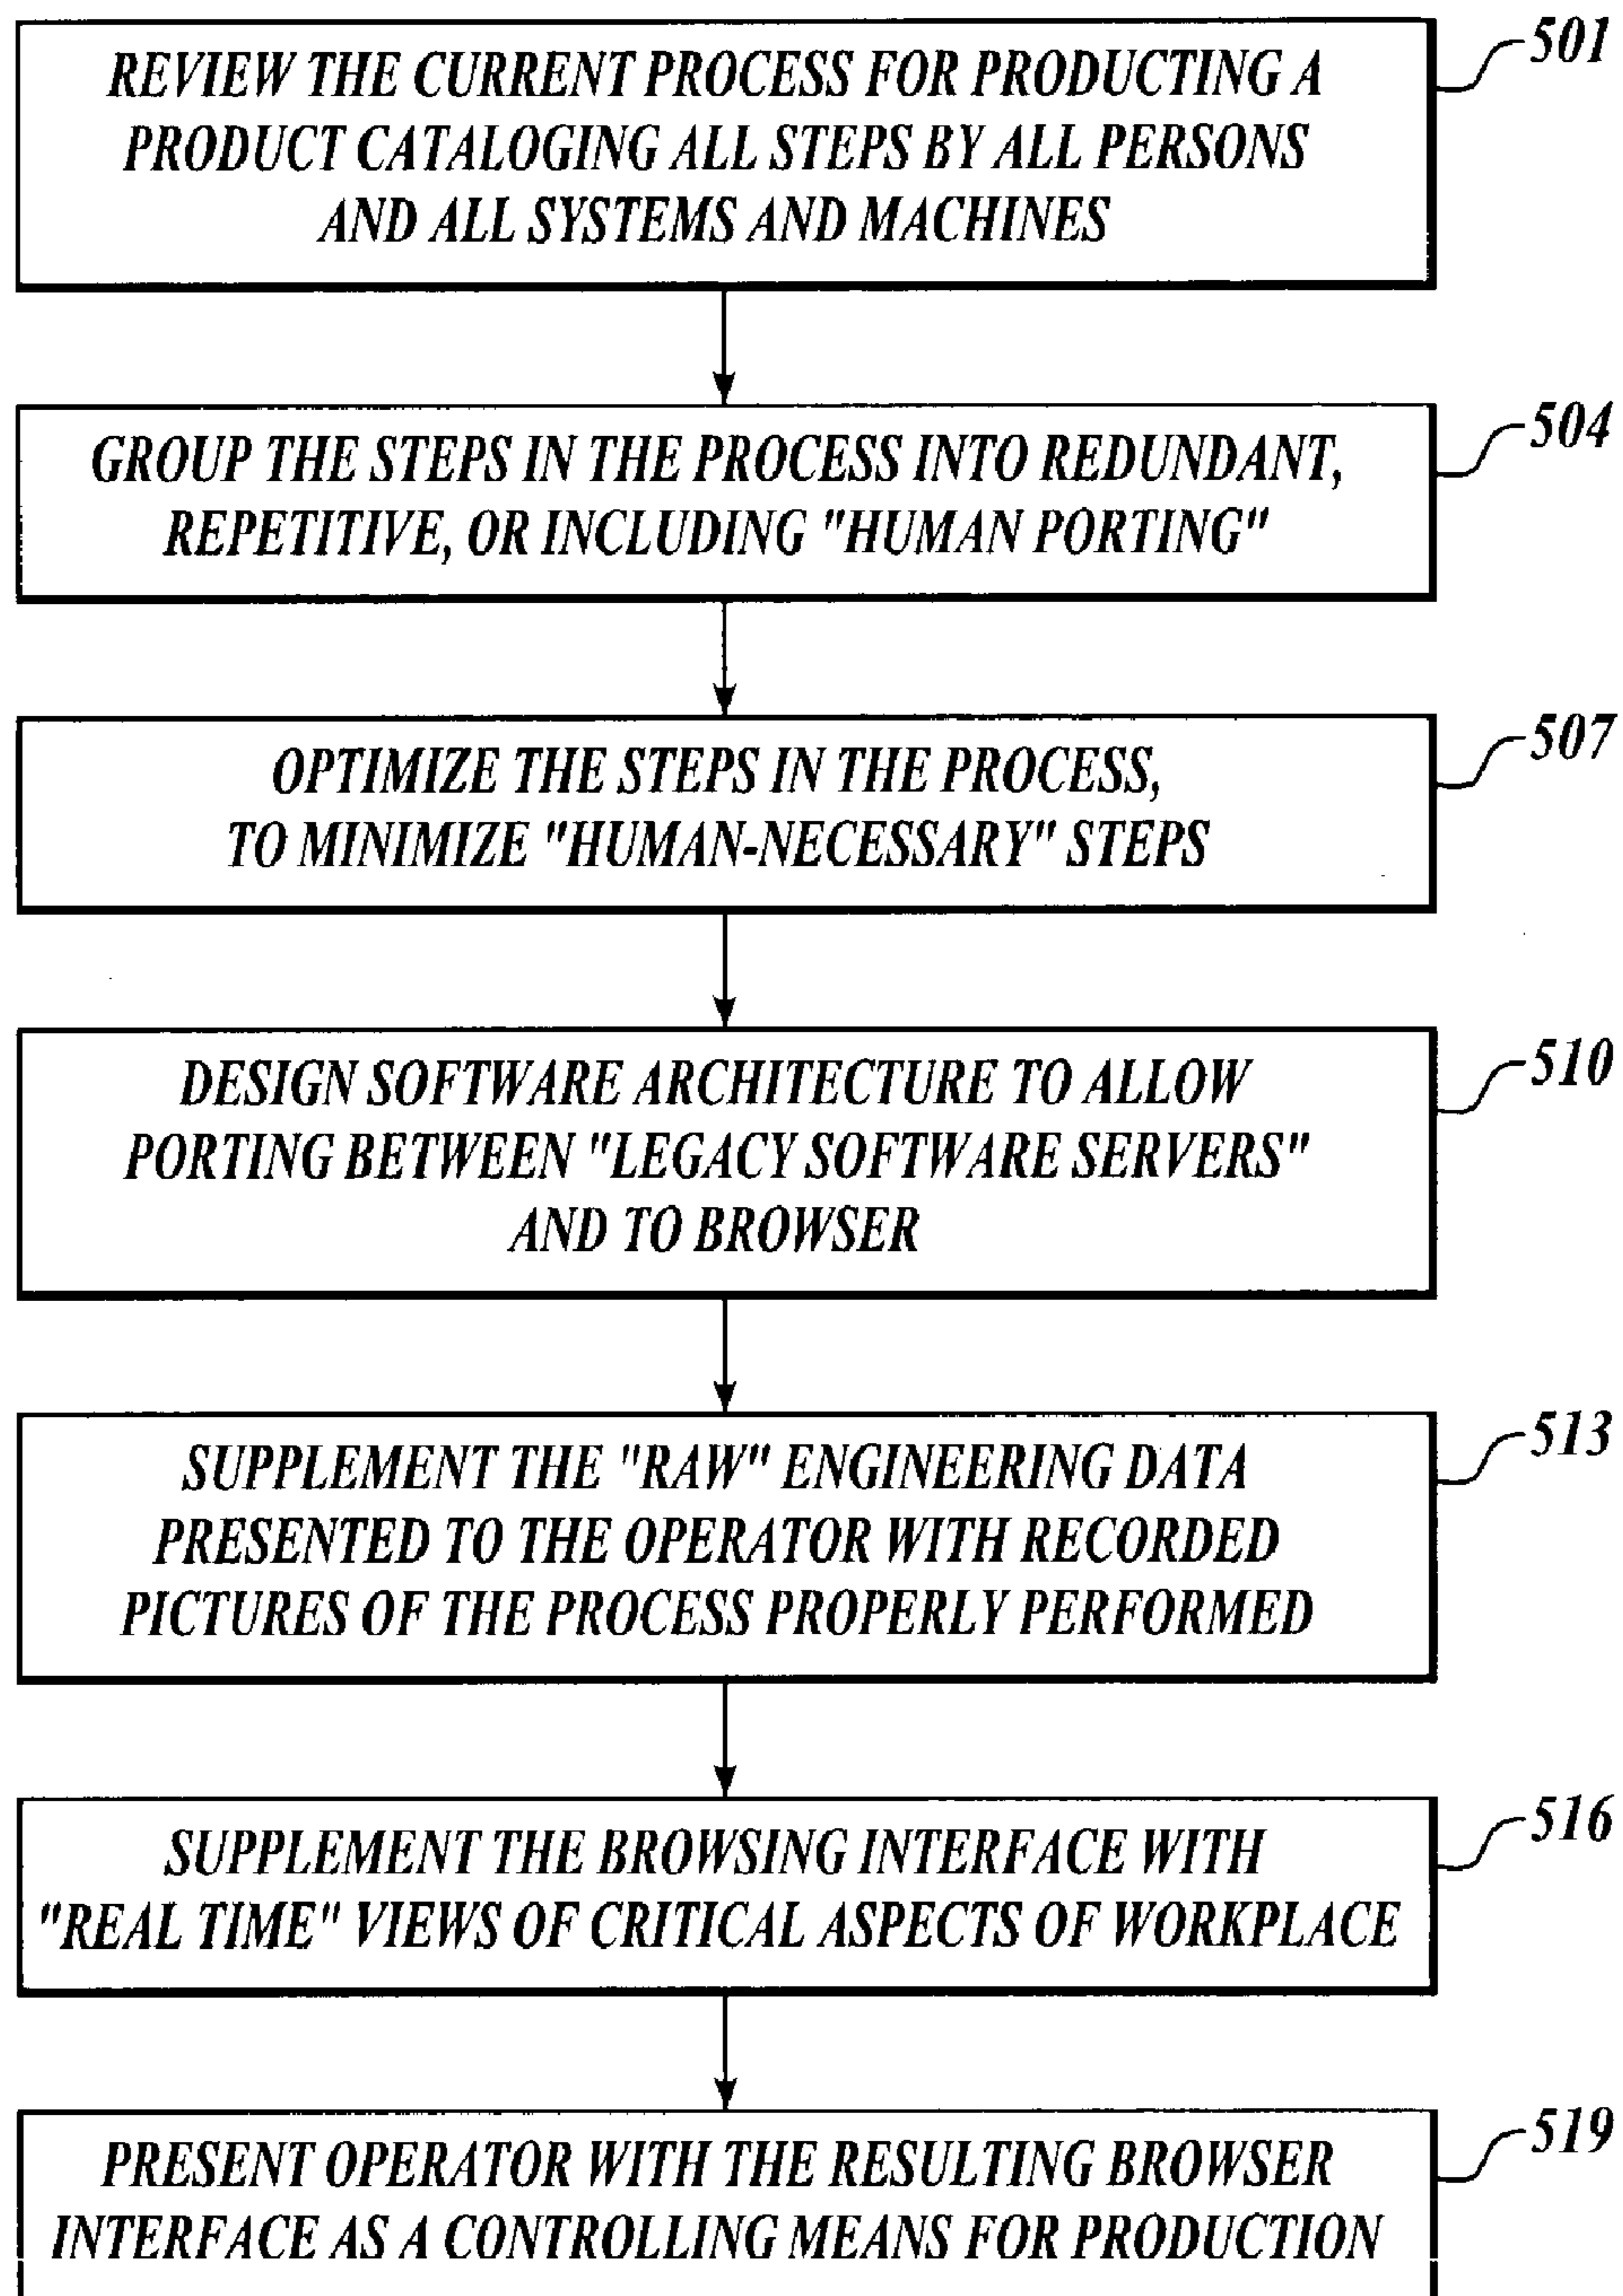 REVIEW THE CURRENT PROCESS FOR PRODUCTING A
PRODUCT CATALOGING ALL STEPS BY ALL PERSONS
AND ALL SYSTEMS AND MACHINES
501
GROUP THE STEPS IN THE PROCESS INTO REDUNDANT,
REPETITIVE, OR INCLUDING "HUMAN PORTING"
504
OPTIMIZE THE STEPS IN THE PROCESS,
TO MINIMIZE "HUMAN-NECESSARY" STEPS
507
DESIGN SOFTWARE ARCHITECTURE TO ALLOW
PORTING BETWEEN "LEGACY SOFTWARE SERVERS"
AND TO BROWSER
510
SUPPLEMENT THE "RAW" ENGINEERING DATA
PRESENTED TO THE OPERATOR WITH RECORDED
PICTURES OF THE PROCESS PROPERLY PERFORMED
513
SUPPLEMENT THE BROWSING INTERFACE WITH
"REAL TIME" VIEWS OF CRITICAL ASPECTS OF WORKPLACE
516
PRESENT OPERATOR WITH THE RESULTING BROWSER
INTERFACE AS A CONTROLLING MEANS FOR PRODUCTION
519